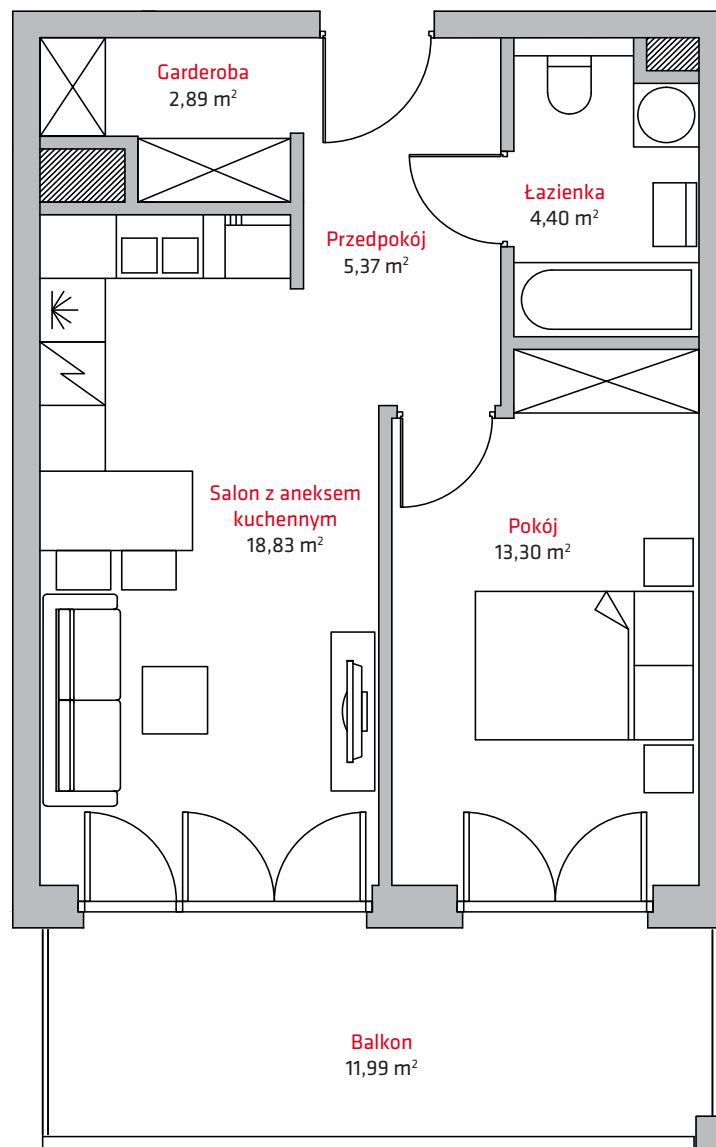 Garderoba
2,89 m²
Łazienka
4,40 m²
Przedpokój
5,37 m²
Salon z aneksem
kuchennym
18,83 m²
Pokój
13,30 m²
Balkon
11,99 m²